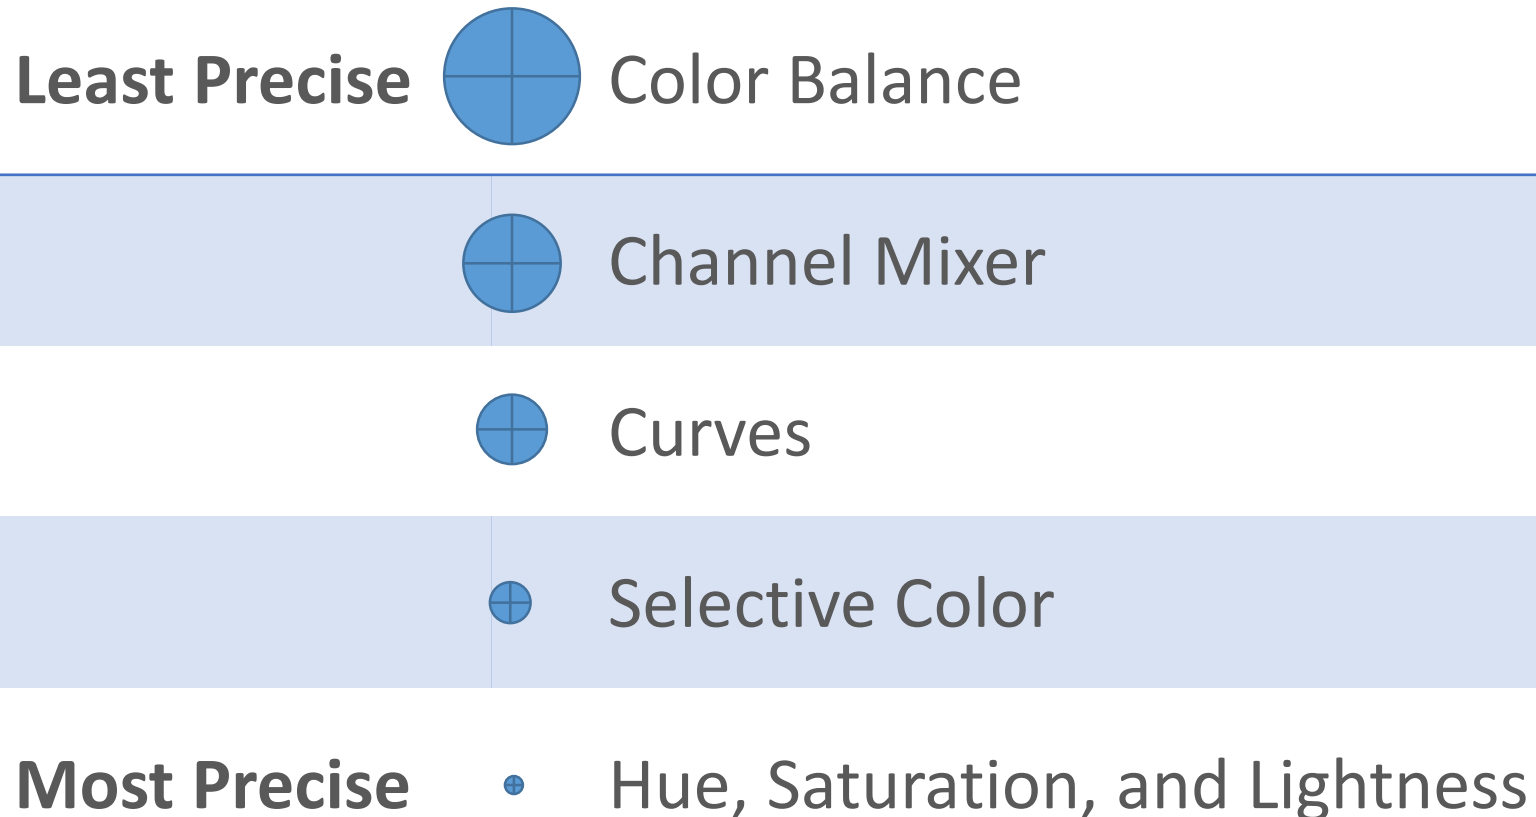 Least Precise Color Balance
Channel Mixer
Curves
Selective Color
Most Precise Hue, Saturation, and Lightness